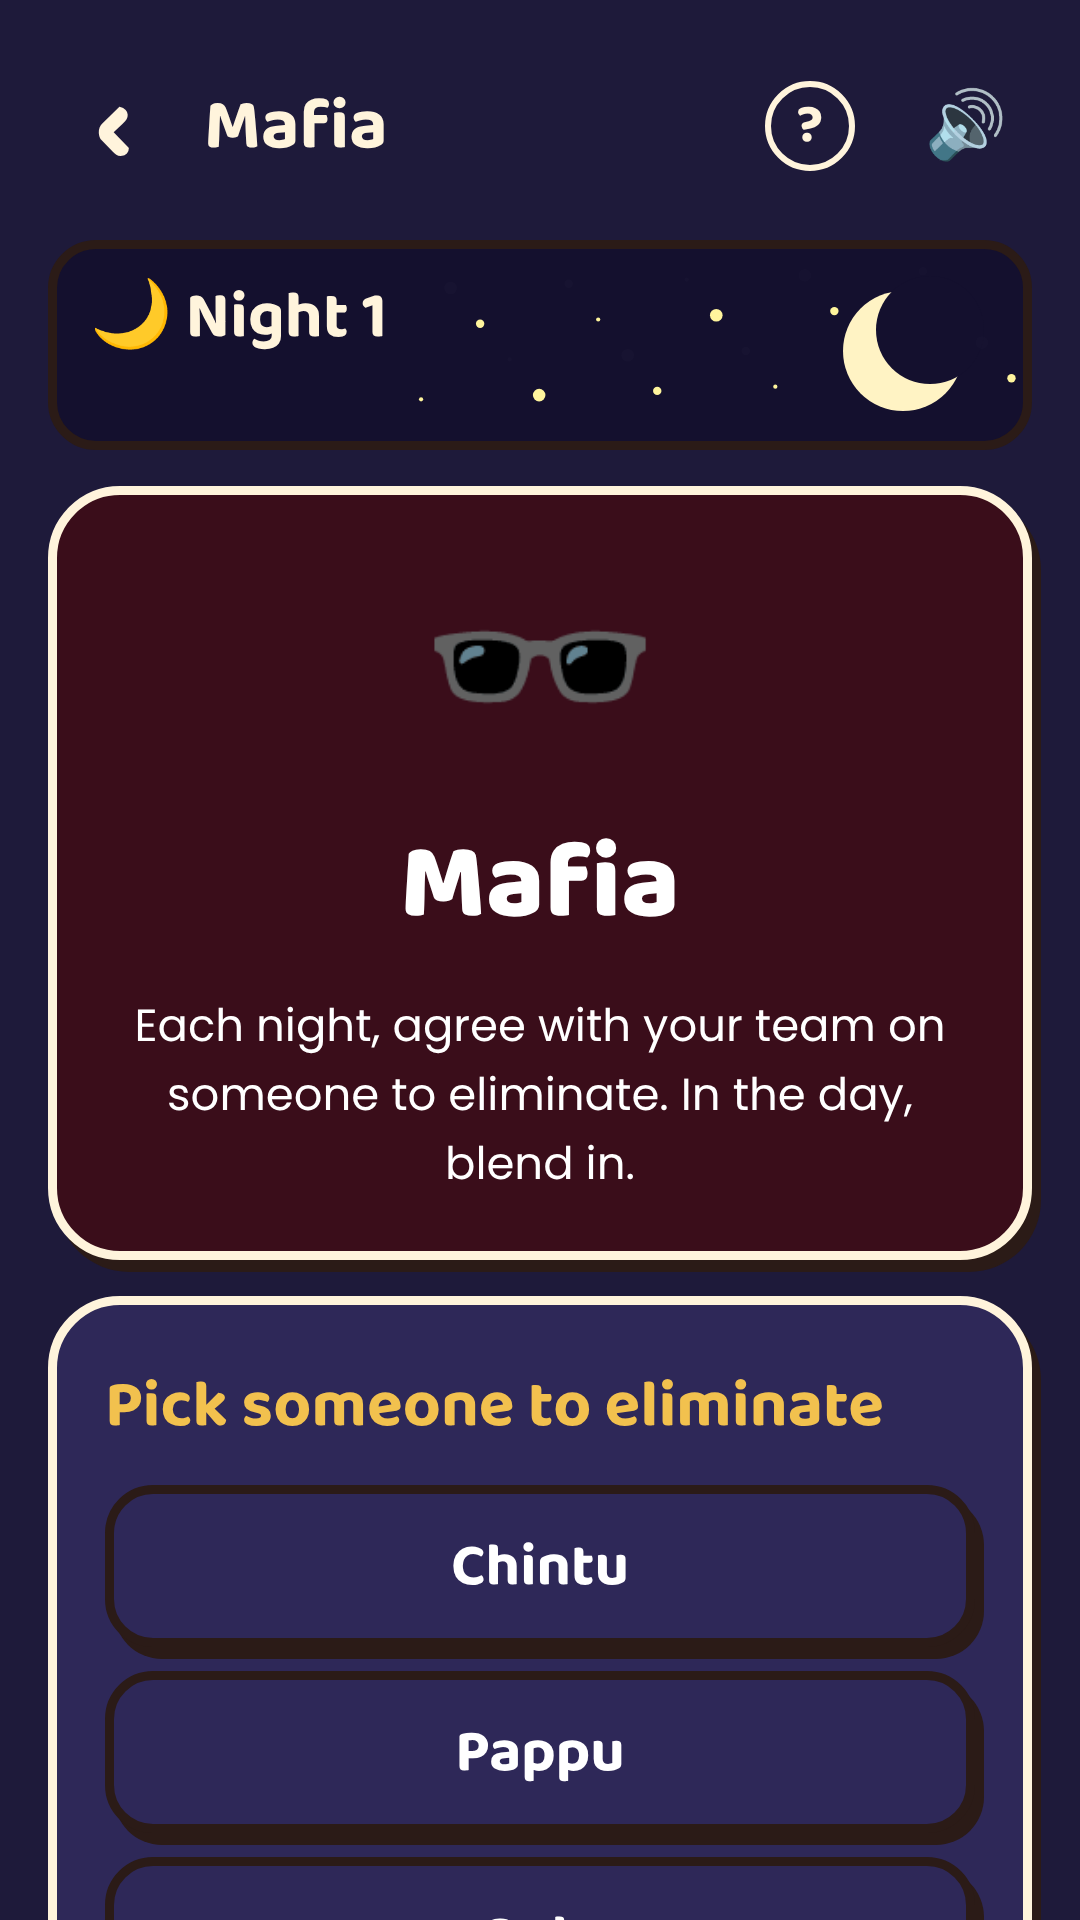 Mafia
?
Night 1
Mafia
Each night, agree with your team on
someone to eliminate. In the day,
blend in.
Pick someone to eliminate
Chintu
Pappu